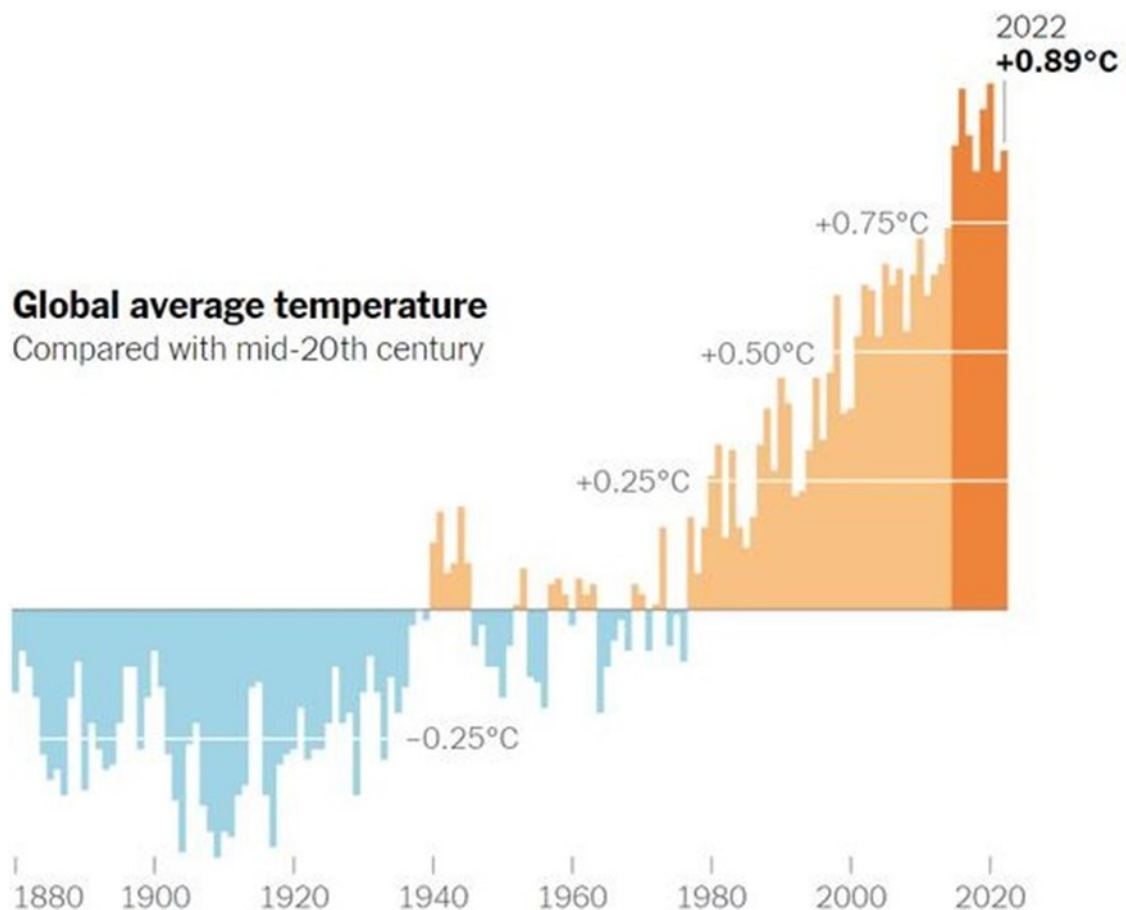 2022
+0.89°C
+0.75°C
Global average temperature
Compared with mid-20th century
+0.50°C
+0.25°C
−0.25°C
1880 1900 1920 1940 1960 1980 2000 2020